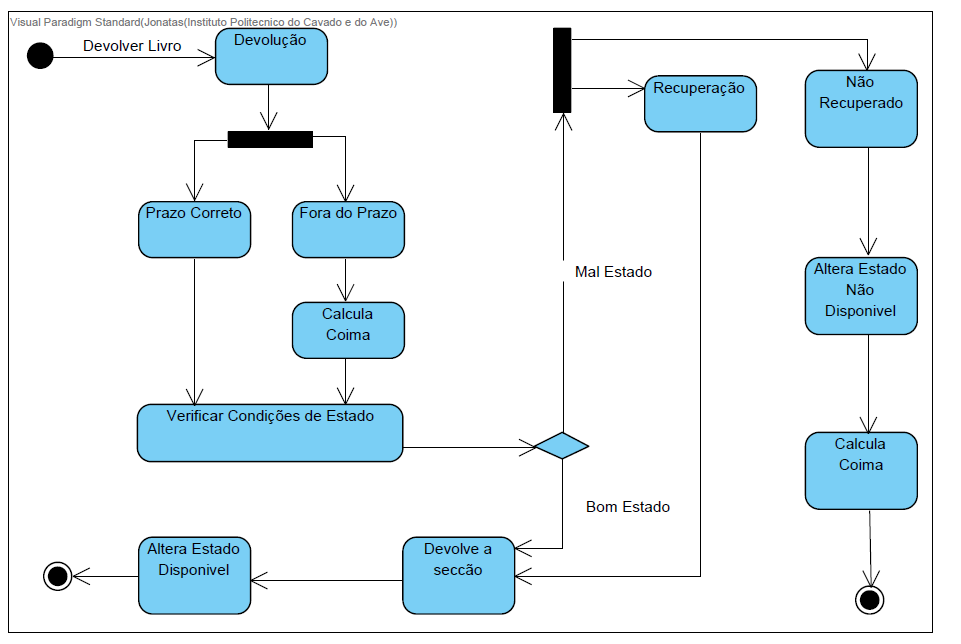 Visual Paradigm Standard(Jonatas(Instituto Politecnico do Cavado e do Ave))
Devolver Livro
Devolução
Recuperação
Não
Recuperado
Prazo Correto
Fora do Prazo
Mal Estado
Altera Estado
Não
Disponivel
Calcula
Coima
Verificar Condições de Estado
Calcula
Coima
Bom Estado
Altera Estado
Disponivel
Devolve a
seccão